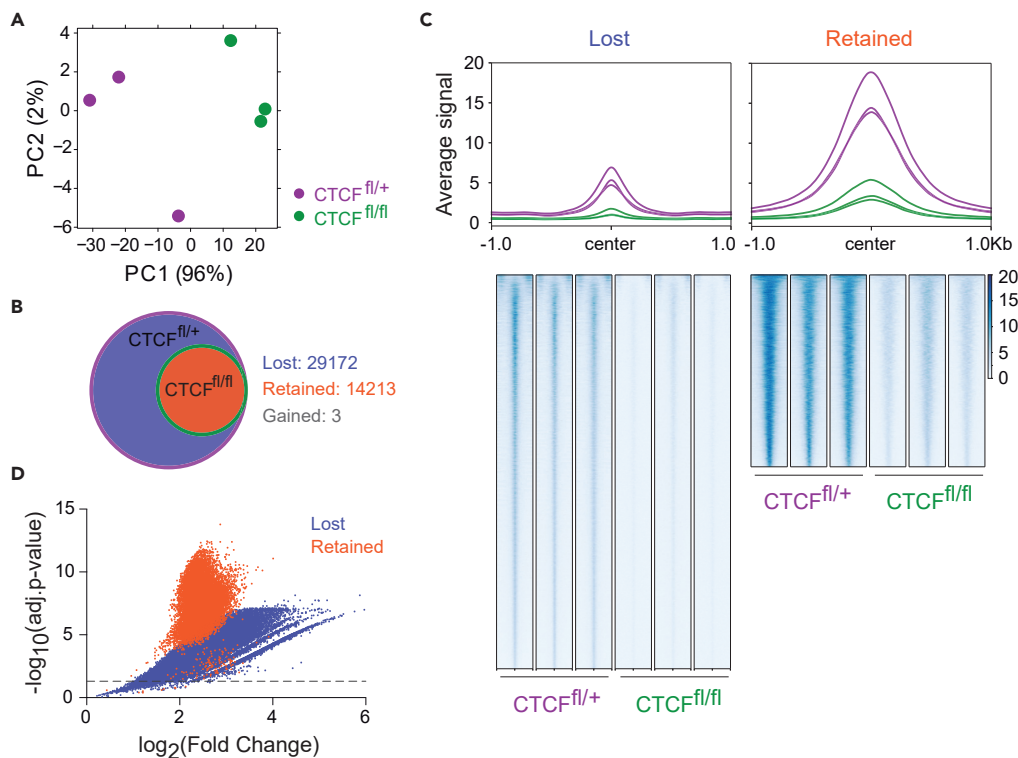 A
4
2
0
−2
−4
−6
PC2 (2%)
−30 −20 −10 0 10 20
PC1 (96%)
CTCF fl/+
CTCF fl/fl
B
CTCF fl/+
CTCF fl/fl
Lost: 29172
Retained: 14213
Gained: 3
C
Lost
Retained
20
15
10
5
0
Average signal
-1.0 center 1.0
-1.0 center 1.0Kb
20
15
10
5
0
CTCF fl/+
CTCF fl/fl
CTCF fl/+
CTCF fl/fl
D
15
10
5
0
-log10(adj.p-value)
Lost
Retained
0 2 4 6
log2(Fold Change)